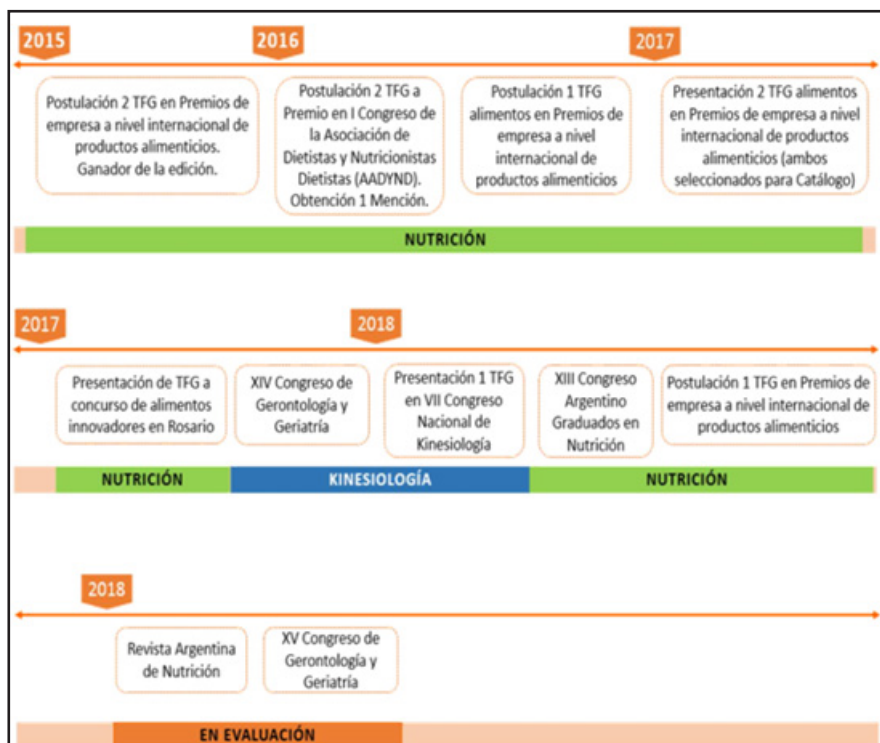 2015
2016
2017
Postulación 2 TFG en Premios de
empresa a nivel internacional de
productos alimenticios.
Ganador de la edición.
Postulación 2 TFG a
Premio en I Congreso de
la Asociación de
Dietistas y Nutricionistas
Dietistas (AADYND).
Obtención 1 Mención.
Postulación 1 TFG
alimentos en Premios de
empresa a nivel
internacional de
productos alimenticios
Presentación 2 TFG alimentos
en Premios de empresa a nivel
internacional de productos
alimenticios (ambos
seleccionados para Catálogo)
NUTRICIÓN
2017
2018
Presentación de TFG a
concurso de alimentos
innovadores en Rosario
XIV Congreso de
Gerontología y
Geriatría
Presentación 1 TFG
en VII Congreso
Nacional de
Kinesiología
XIII Congreso
Argentino
Graduados en
Nutrición
Postulación 1 TFG en Premios de
empresa a nivel internacional de
productos alimenticios
NUTRICIÓN
KINESIOLOGÍA
NUTRICIÓN
2018
Revista Argentina
de Nutrición
XV Congreso de
Gerontología y
Geriatría
EN EVALUACIÓN